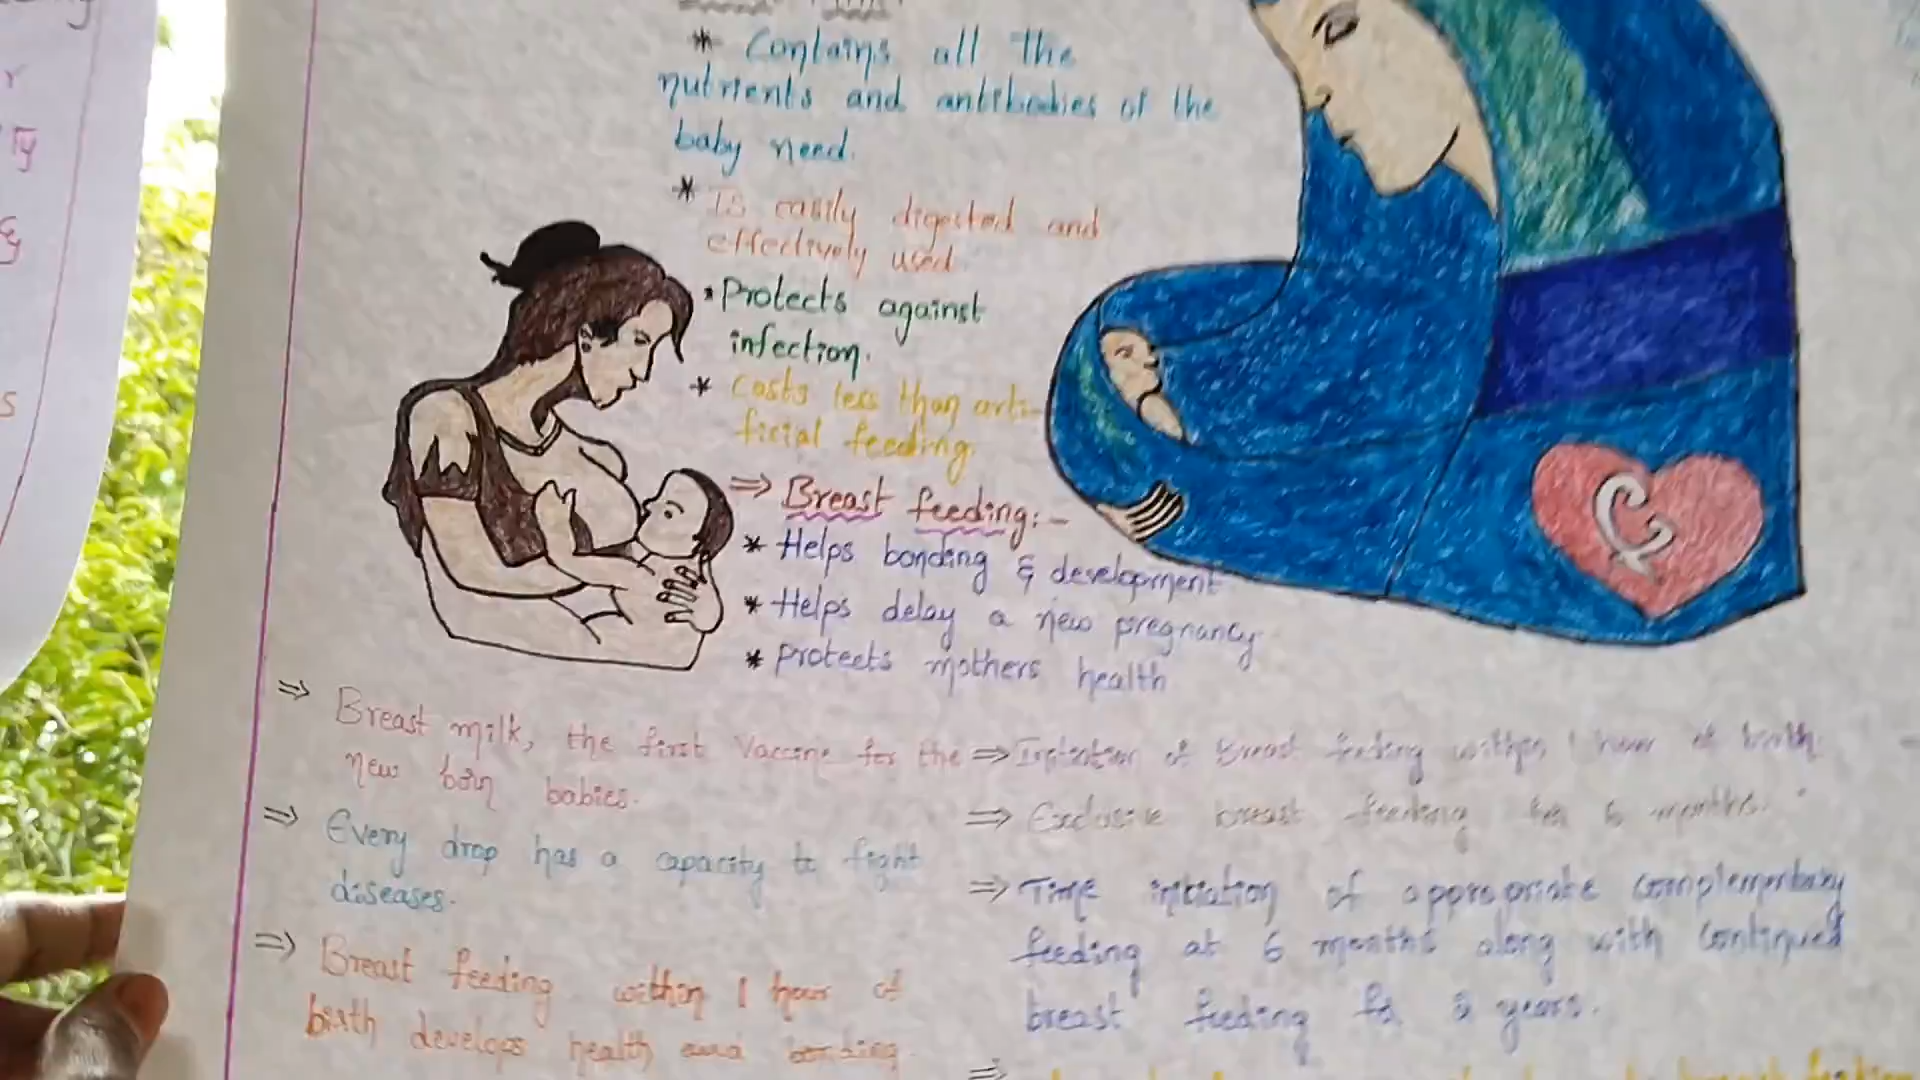 * Contains all the
nutrients and antibodies of the
baby need.
* Is easily digested and
effectively used.
* Protects against
infection.
* Costs less than arti-
ficial feeding
⇒ Breast feeding:-
* Helps bonding & development
* Helps delay a new pregnancy
* protects mothers health
⇒ Breast milk, the first Vaccine for the
new born babies.
⇒ Every drop has a capacity to fight
diseases.
⇒ Breast feeding within 1 hour of
birth develops health and bonding.
⇒ Initiation of Breast feeding within 1 hour of birth.
⇒ Exclusive breast feeding for 6 months.
⇒ Time initiation of appropriate complementary
feeding at 6 months along with continued
breast feeding for 2 years.